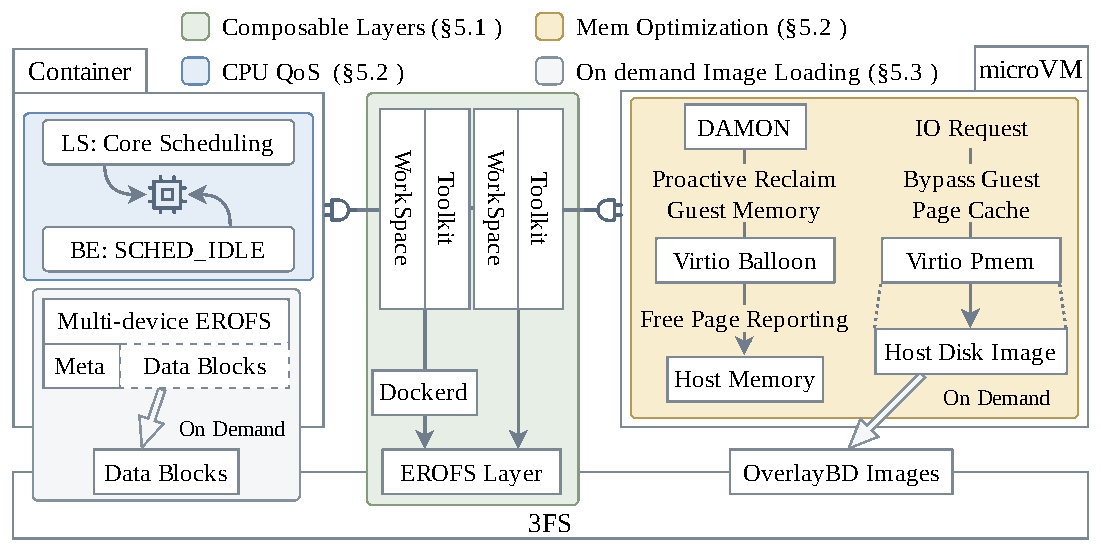 Composable Layers (§5.1 )
Mem Optimization (§5.2 )
CPU QoS (§5.2 )
On demand Image Loading (§5.3 )
Container
LS: Core Scheduling
BE: SCHED_IDLE
Multi-device EROFS
Meta
Data Blocks
On Demand
Data Blocks
WorkSpace
Toolkit
WorkSpace
Toolkit
Dockerd
EROFS Layer
microVM
DAMON
Proactive Reclaim
Guest Memory
Virtio Balloon
Free Page Reporting
Host Memory
IO Request
Bypass Guest
Page Cache
Virtio Pmem
Host Disk Image
On Demand
OverlayBD Images
3FS